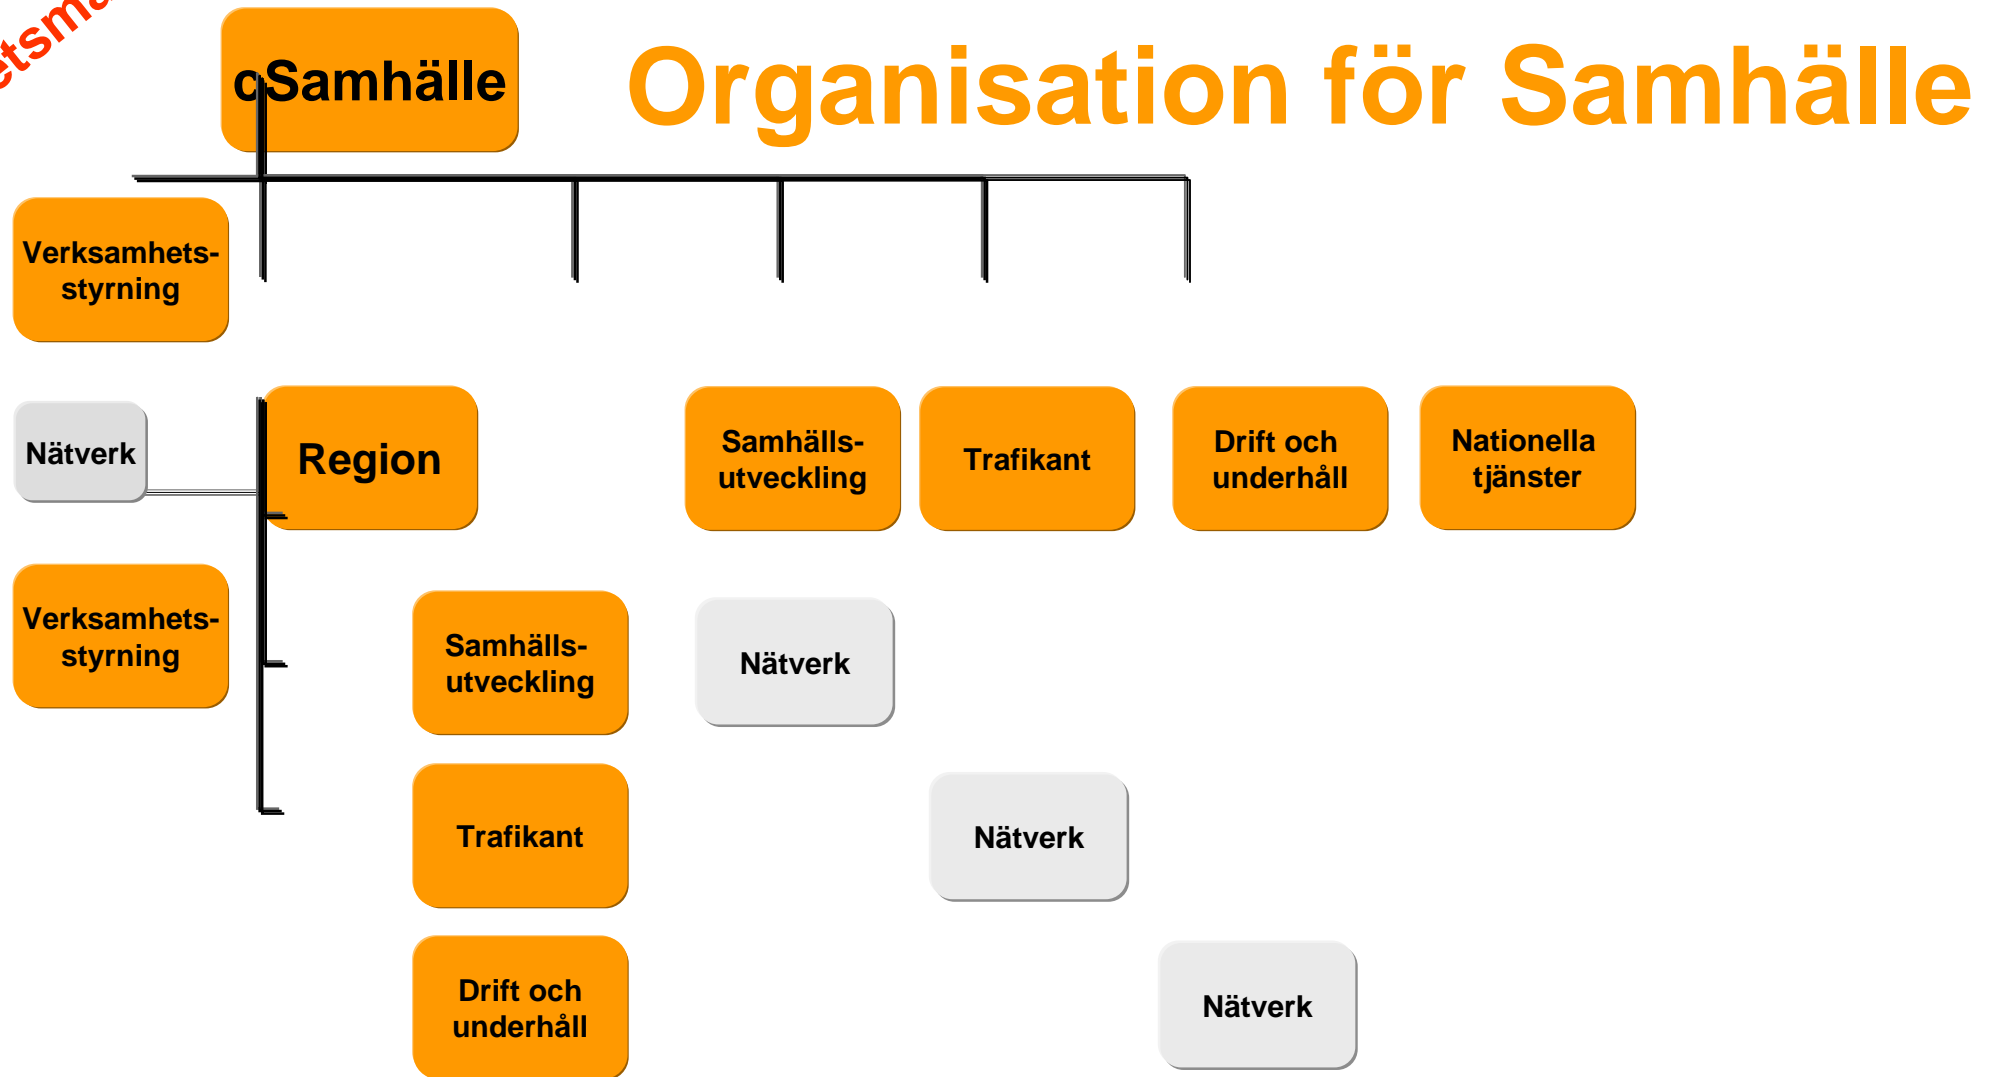 cSamhälle
Organisation för Samhälle
Verksamhets-
styrning
Nätverk
Region
Samhälls-
utveckling
Trafikant
Drift och
underhåll
Nationella
tjänster
Verksamhets-
styrning
Samhälls-
utveckling
Nätverk
Trafikant
Nätverk
Drift och
underhåll
Nätverk